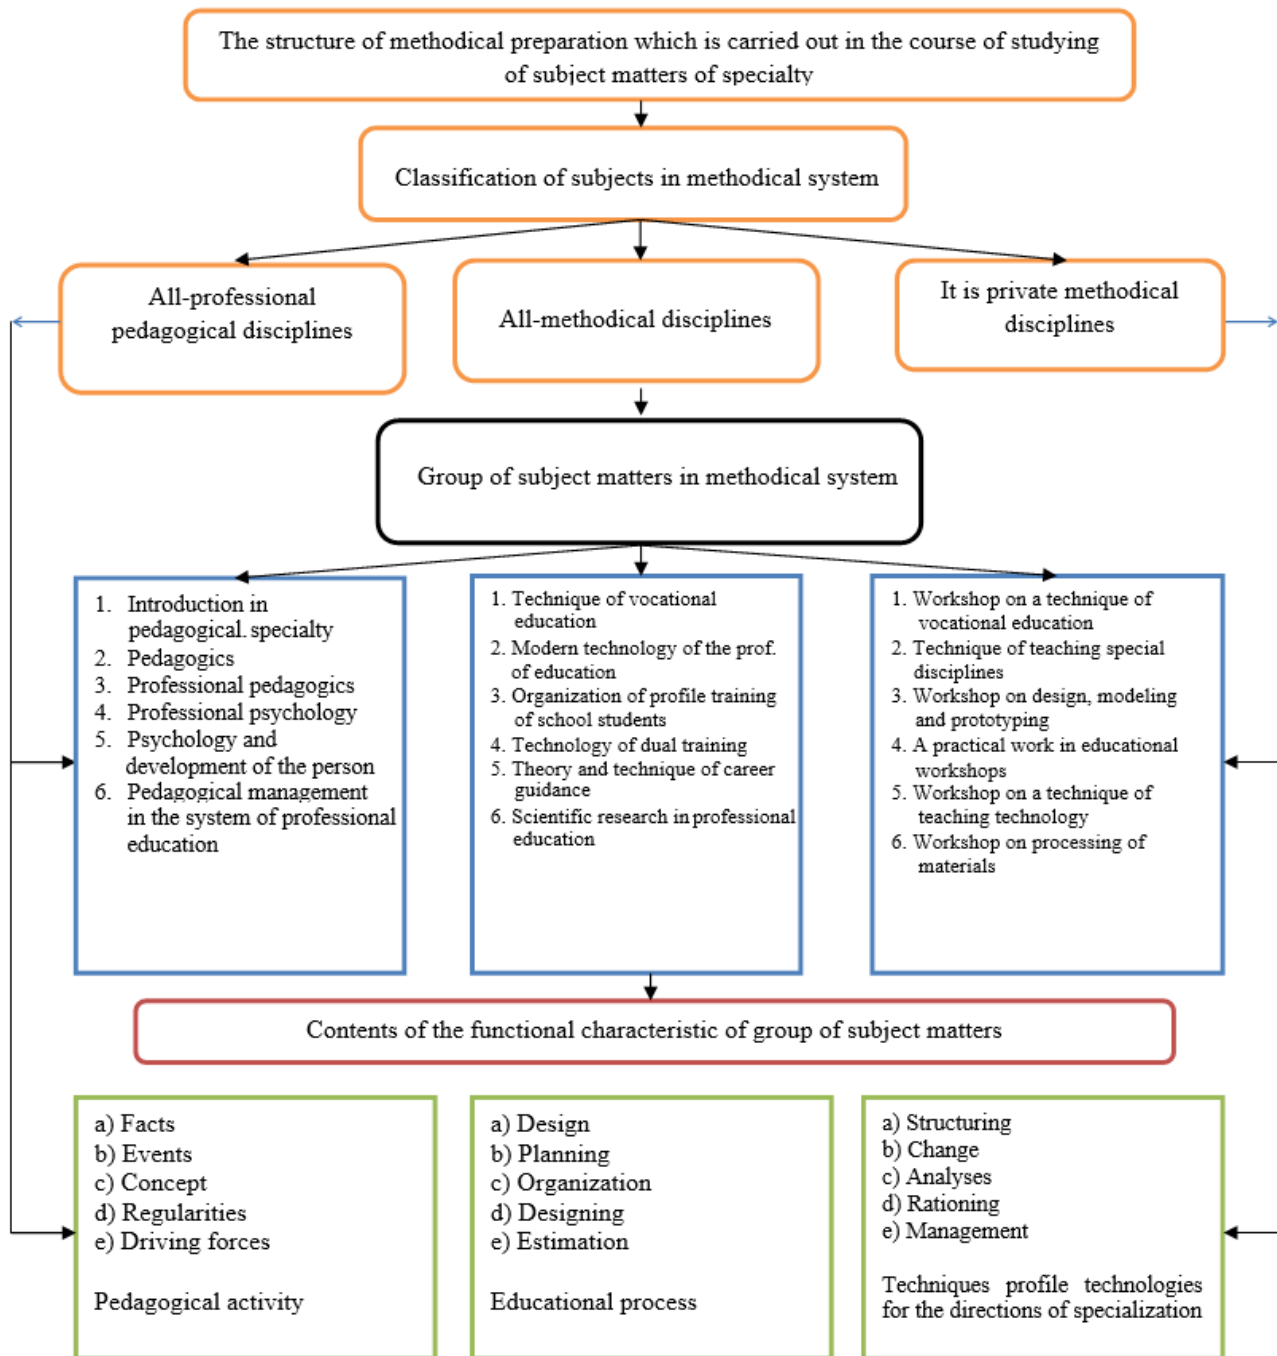 The structure of methodical preparation which is carried out in the course of studying
of subject matters of specialty
Classification of subjects in methodical system
All-professional
pedagogical disciplines
All-methodical disciplines
It is private methodical
disciplines
Group of subject matters in methodical system
1. Introduction in
pedagogical. specialty
2. Pedagogics
3. Professional pedagogics
4. Professional psychology
5. Psychology and
development of the person
6. Pedagogical management
in the system of professional
education
1. Technique of vocational
education
2. Modern technology of the prof.
of education
3. Organization of profile training
of school students
4. Technology of dual training
5. Theory and technique of career
guidance
6. Scientific research in professional
education
1. Workshop on a technique of
vocational education
2. Technique of teaching special
disciplines
3. Workshop on design, modeling
and prototyping
4. A practical work in educational
workshops
5. Workshop on a technique of
teaching technology
6. Workshop on processing of
materials
Contents of the functional characteristic of group of subject matters
a) Facts
b) Events
c) Concept
d) Regularities
e) Driving forces
Pedagogical activity
a) Design
b) Planning
c) Organization
d) Designing
e) Estimation
Educational process
a) Structuring
b) Change
c) Analyses
d) Rationing
e) Management
Techniques profile technologies
for the directions of specialization